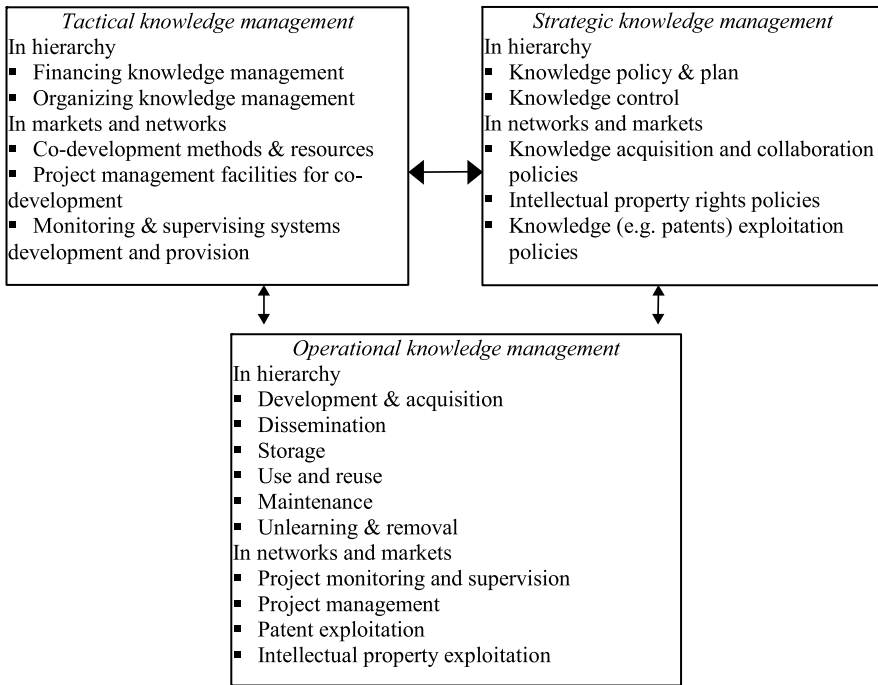 Tactical knowledge management
In hierarchy
▪ Financing knowledge management
▪ Organizing knowledge management
In markets and networks
▪ Co-development methods & resources
▪ Project management facilities for co-
development
▪ Monitoring & supervising systems
development and provision
Strategic knowledge management
In hierarchy
▪ Knowledge policy & plan
▪ Knowledge control
In networks and markets
▪ Knowledge acquisition and collaboration
policies
▪ Intellectual property rights policies
▪ Knowledge (e.g. patents) exploitation
policies
Operational knowledge management
In hierarchy
▪ Development & acquisition
▪ Dissemination
▪ Storage
▪ Use and reuse
▪ Maintenance
▪ Unlearning & removal
In networks and markets
▪ Project monitoring and supervision
▪ Project management
▪ Patent exploitation
▪ Intellectual property exploitation